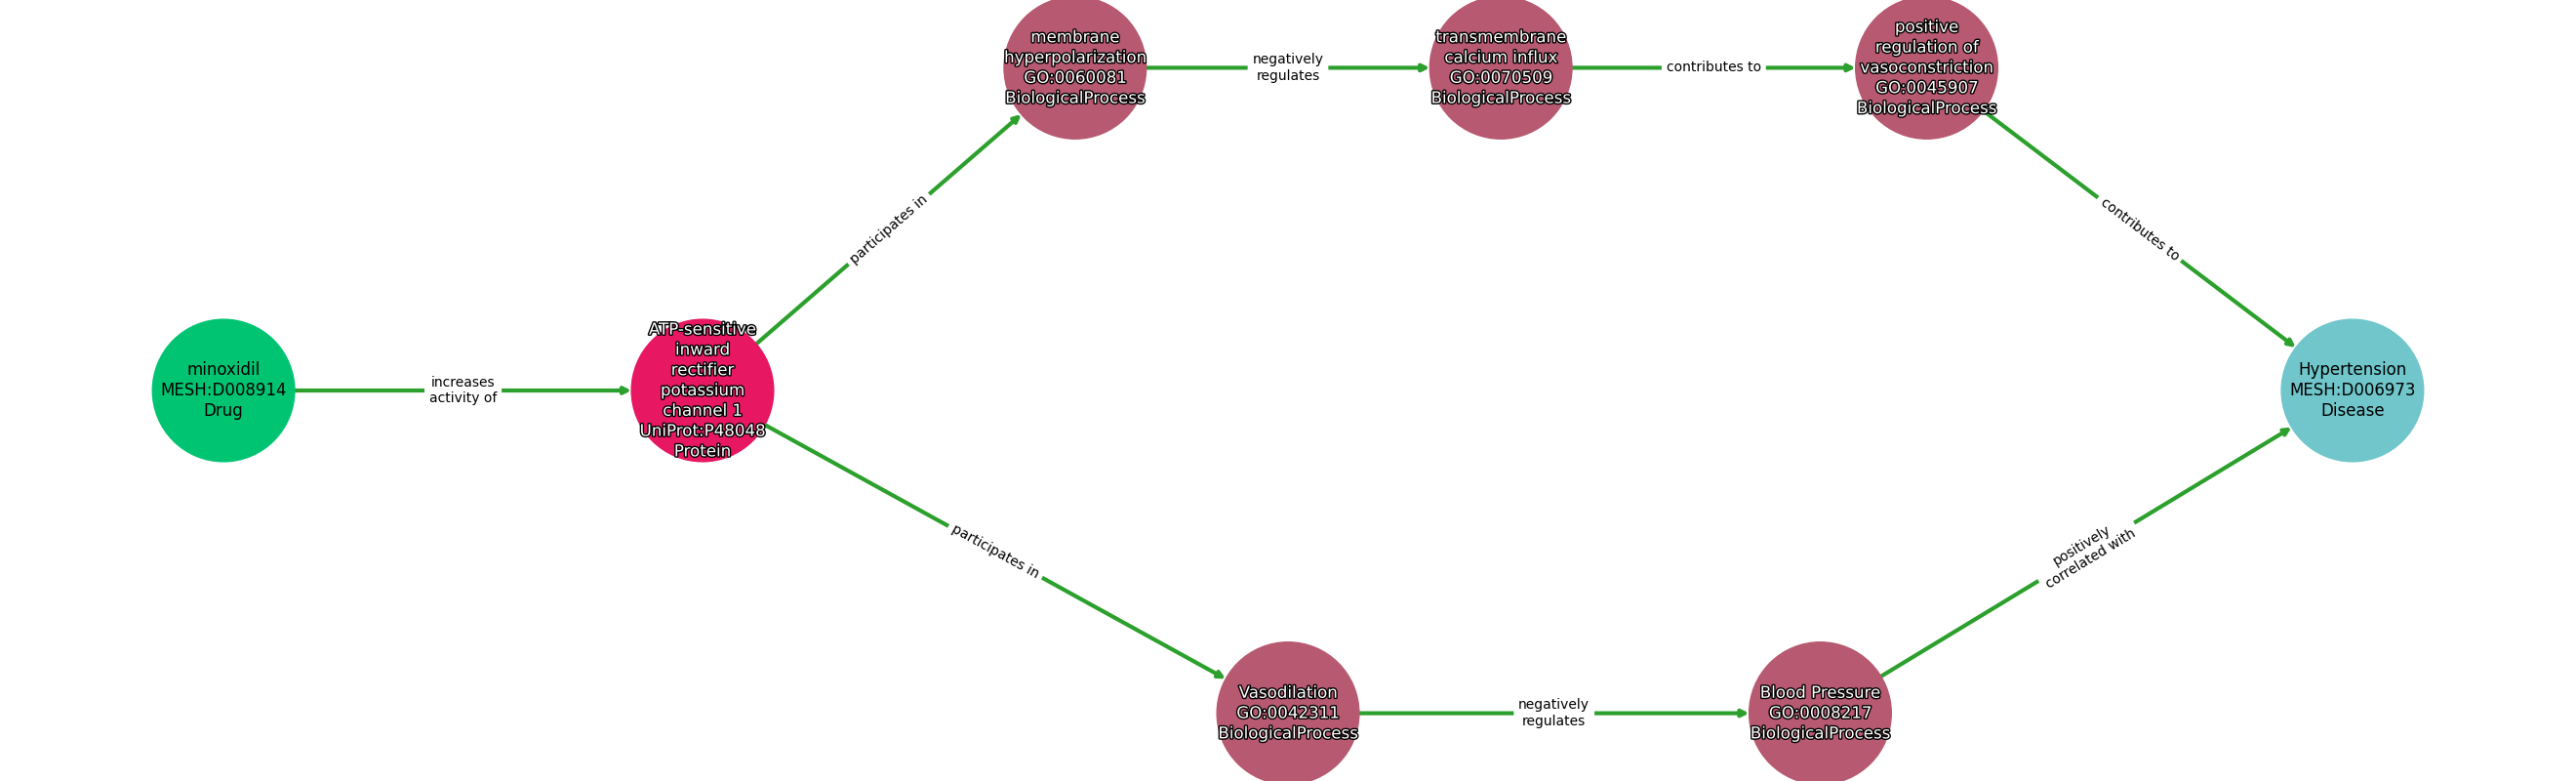 membrane
hyperpolarization
GO:0060081
BiologicalProcess
negatively
regulates
transmembrane
calcium influx
GO:0070509
BiologicalProcess
contributes to
positive
regulation of
vasoconstriction
GO:0045907
BiologicalProcess
participates in
contributes to
minoxidil
MESH:D008914
Drug
increases
activity of
ATP-sensitive
inward
rectifier
potassium
channel 1
UniProt:P48048
Protein
Hypertension
MESH:D006973
Disease
participates in
positively
correlated with
Vasodilation
GO:0042311
BiologicalProcess
negatively
regulates
Blood Pressure
GO:0008217
BiologicalProcess